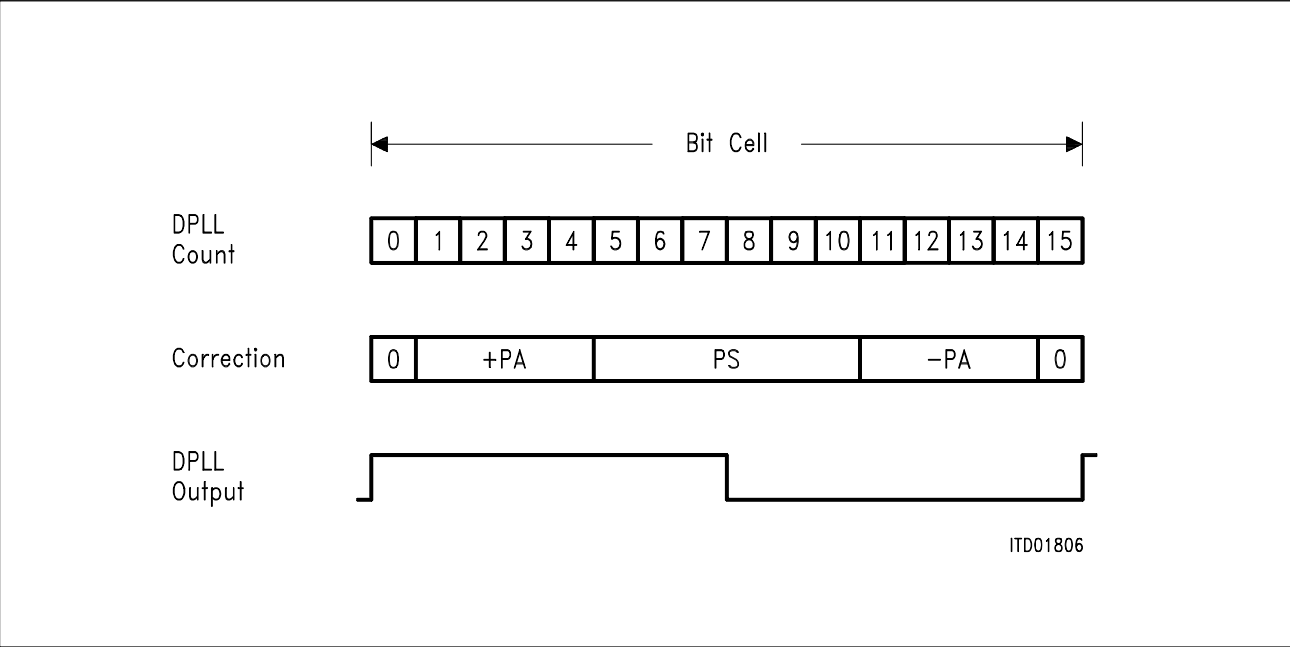 Bit Cell
DPLL
Count
0 1 2 3 4 5 6 7 8 9 10 11 12 13 14 15
Correction
0 +PA PS −PA 0
DPLL
Output
ITD01806